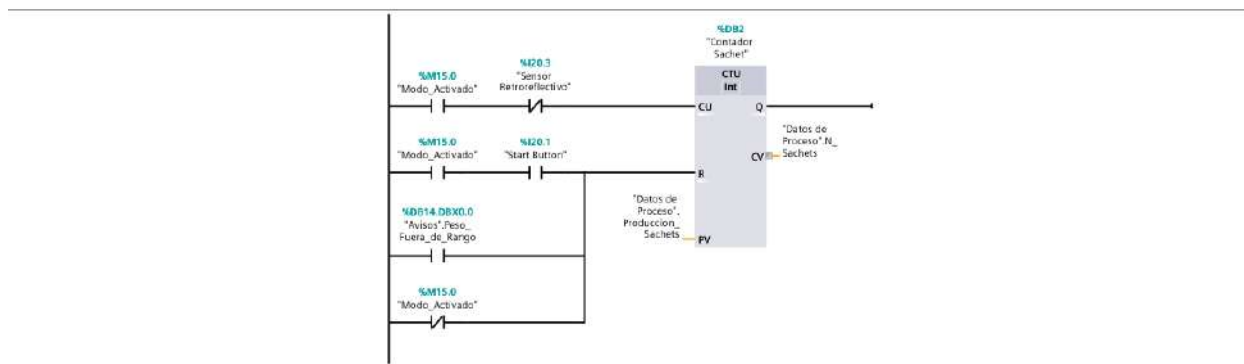 %DB2
"Contador
Sachet"
%M15.0
"Modo_Activado"
%I20.3
"Sensor
Retroreflectivo"
CTU
Int
CU
Q
%M15.0
"Modo_Activado"
%I20.1
"Start Button"
"Datos de
Proceso".N_
Sachets
CV
R
%DB14.DBX0.0
"Avisos".Peso_
Fuera_de_Rango
"Datos de
Proceso".
Produccion_
Sachets
PV
%M15.0
"Modo_Activado"